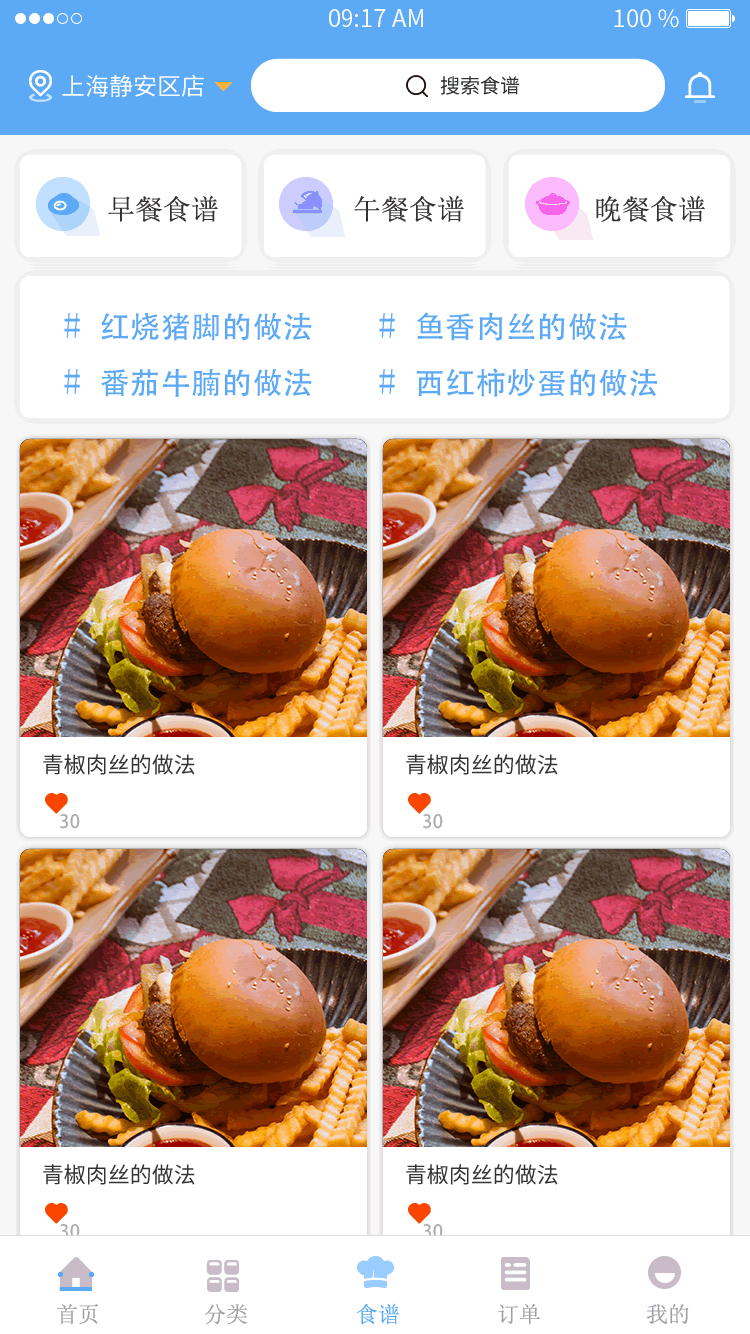 09:17 AM 100 %
上海静安区店 搜索食谱
早餐食谱 午餐食谱 晚餐食谱
# 红烧猪脚的做法 # 鱼香肉丝的做法
# 番茄牛腩的做法 # 西红柿炒蛋的做法
青椒肉丝的做法 青椒肉丝的做法
30 30
青椒肉丝的做法 青椒肉丝的做法
30 30
首页 分类 食谱 订单 我的